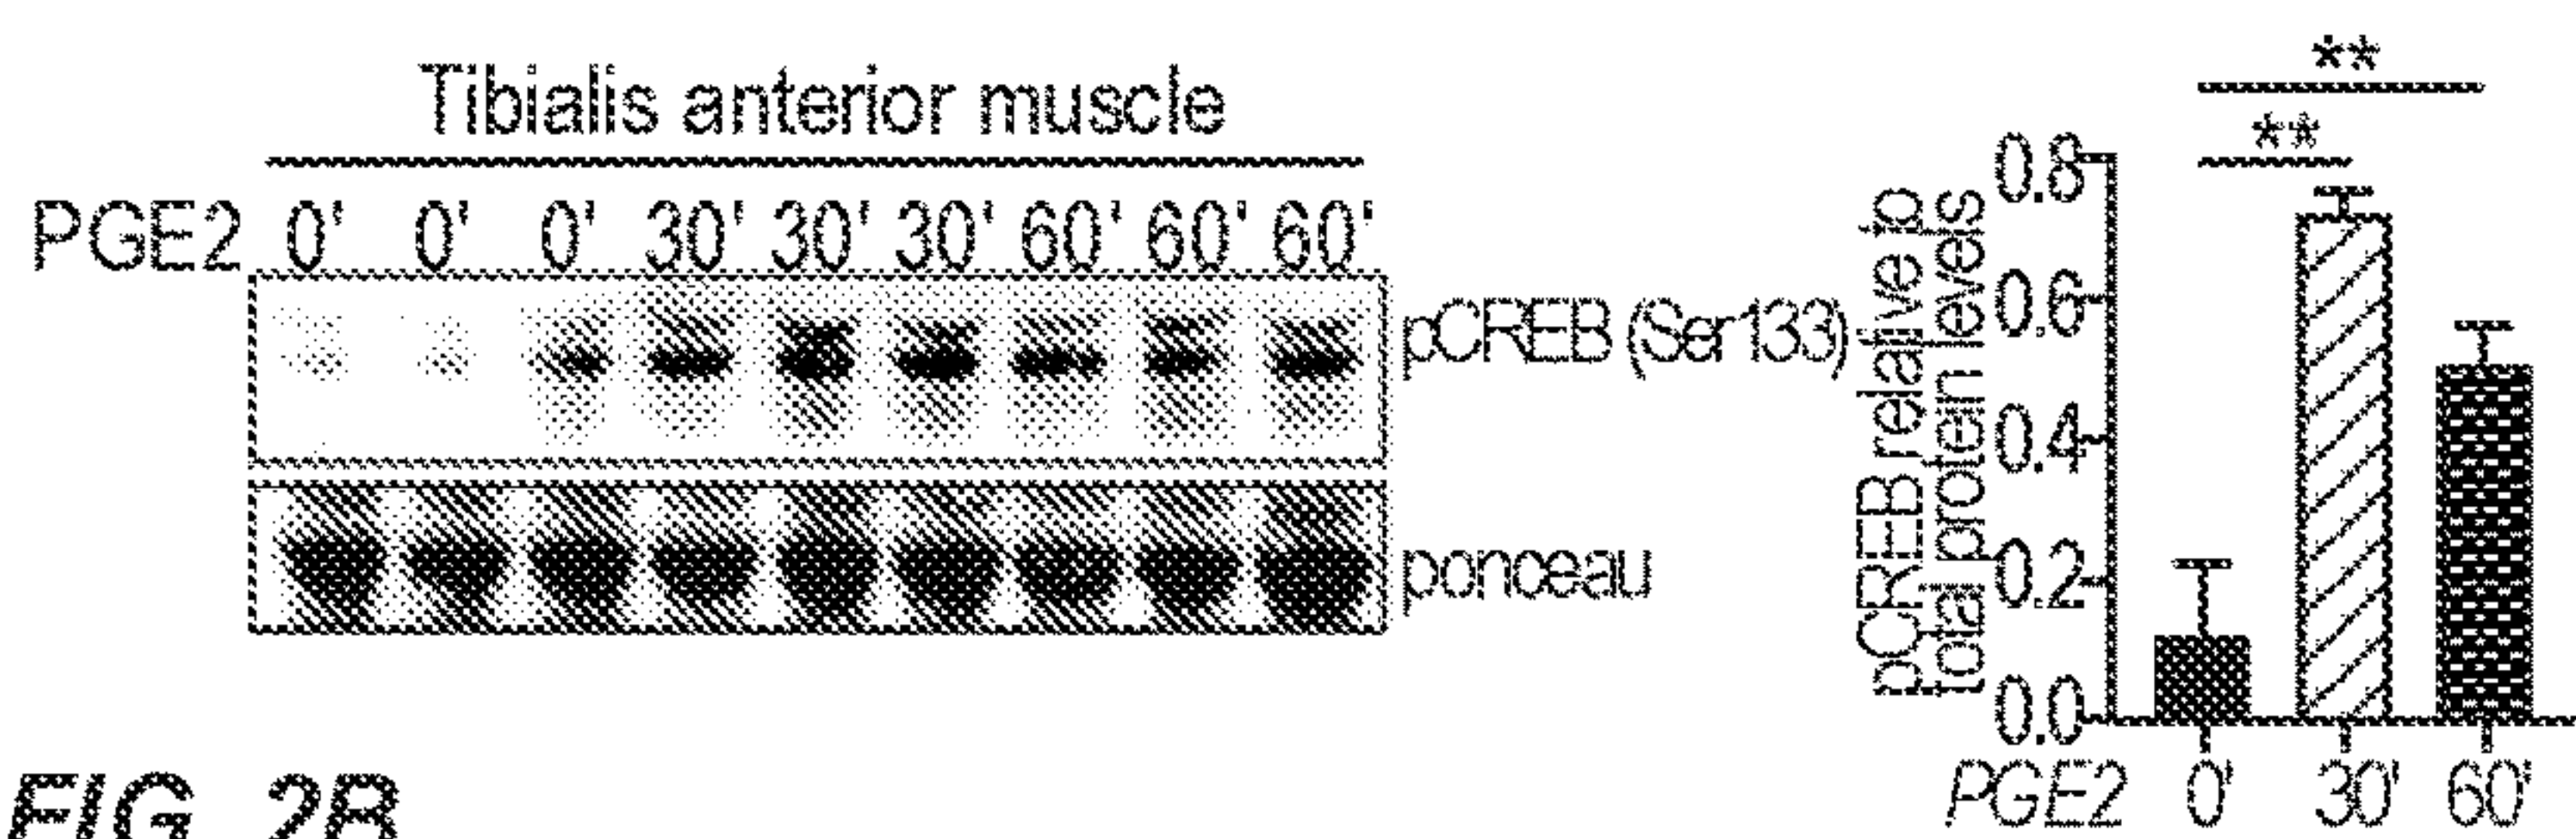 Tibialis anterior muscle
PGE2 0' 0' 0' 30' 30' 30' 60' 60' 60'
pCREB (Ser133)
ponceau
**
**
pCREB relative to
total protein levels
0.8
0.6
0.4
0.2
0.0
PGE2 0' 30' 60'
FIG. 2B